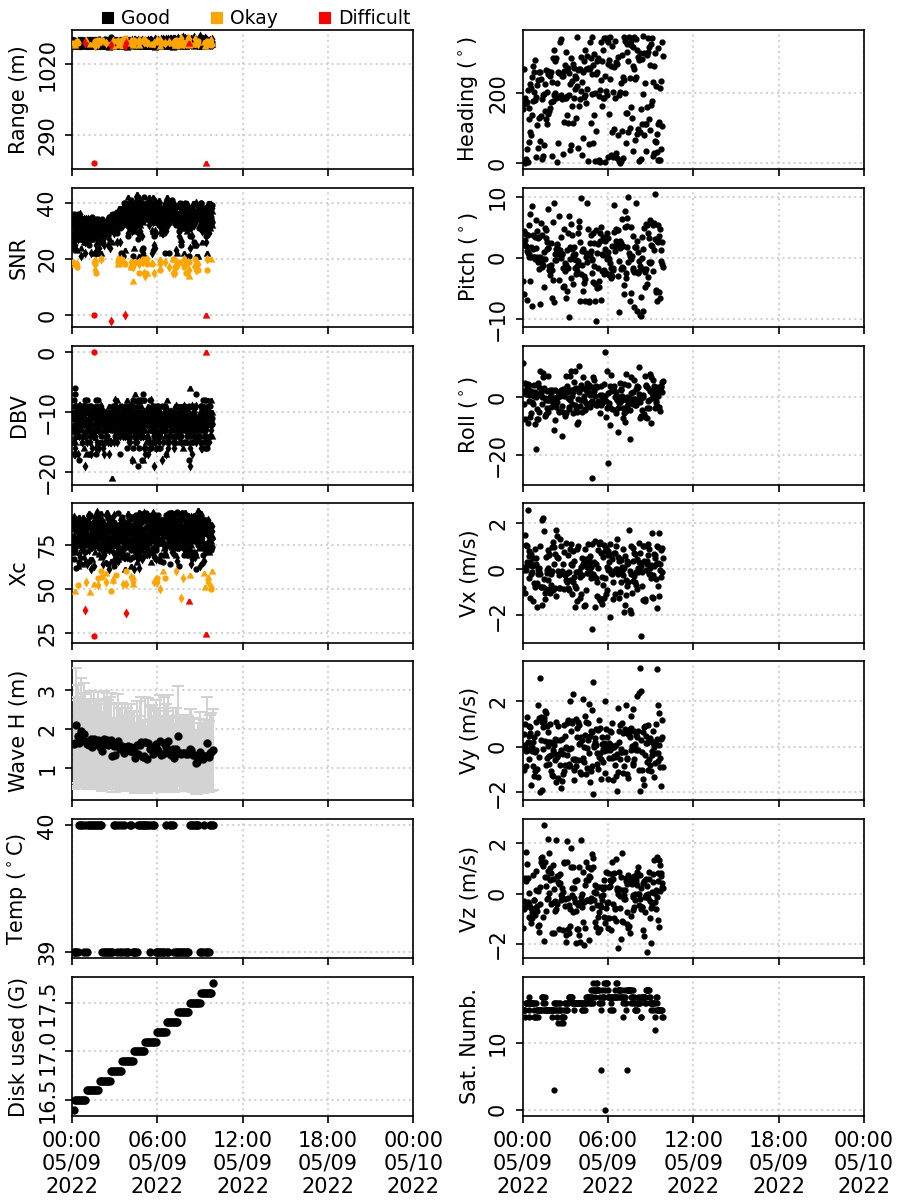 Good Okay Difficult
Range (m)
1020
290
Heading (°)
200
0
SNR
40
20
0
Pitch (°)
10
0
−10
DBV
0
−10
−20
Roll (°)
0
−20
Xc
75
50
25
Vx (m/s)
2
0
−2
Wave H (m)
3
2
1
Vy (m/s)
2
0
−2
Temp (°C)
40
39
Vz (m/s)
2
0
−2
Disk used (G)
17.5
17.0
16.5
Sat. Numb.
10
0
00:00 06:00 12:00 18:00 00:00
05/09 05/09 05/09 05/09 05/10
2022 2022 2022 2022 2022
00:00 06:00 12:00 18:00 00:00
05/09 05/09 05/09 05/09 05/10
2022 2022 2022 2022 2022